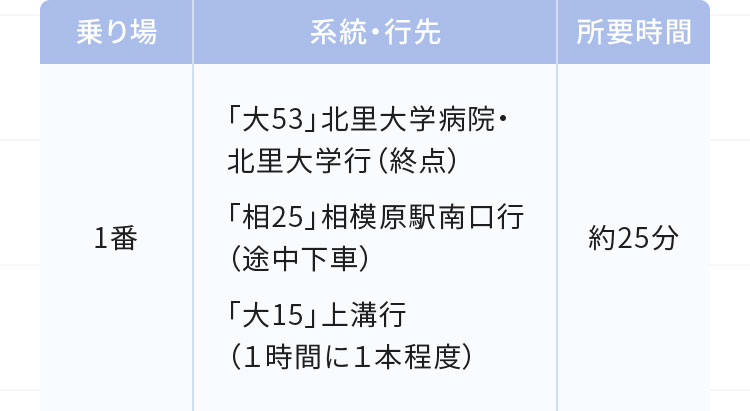 乗り場
系統・行先
所要時間
1番
「大53」北里大学病院・
北里大学行（終点）
「相25」相模原駅南口行
（途中下車）
「大15」上溝行
（１時間に１本程度）
約25分